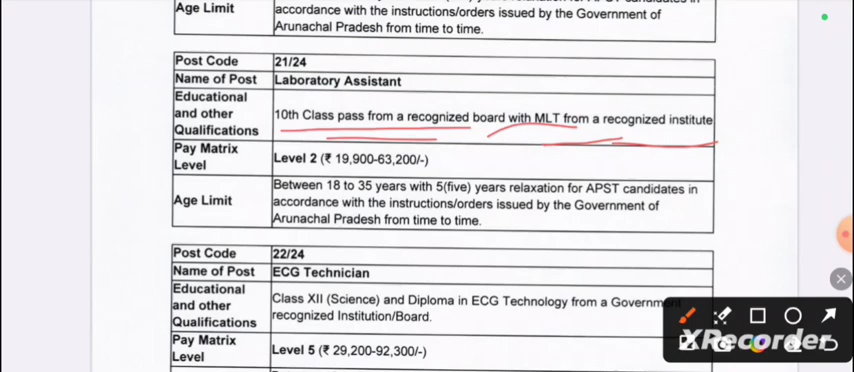 accordance with the instructions/orders issued by the Government of
Age Limit
Arunachal Pradesh from time to time.
Post Code 21/24
Name of Post Laboratory Assistant
Educational
and other
Qualifications
10th Class pass from a recognized board with MLT from a recognized institute
Pay Matrix
Level
Level 2 (₹ 19,900-63,200/-)
Age Limit
Between 18 to 35 years with 5(five) years relaxation for APST candidates in
accordance with the instructions/orders issued by the Government of
Arunachal Pradesh from time to time.
Post Code 22/24
Name of Post ECG Technician
Educational
and other
Qualifications
Class XII (Science) and Diploma in ECG Technology from a Government
recognized Institution/Board.
Pay Matrix
Level
Level 5 (₹ 29,200-92,300/-)
XRecorder